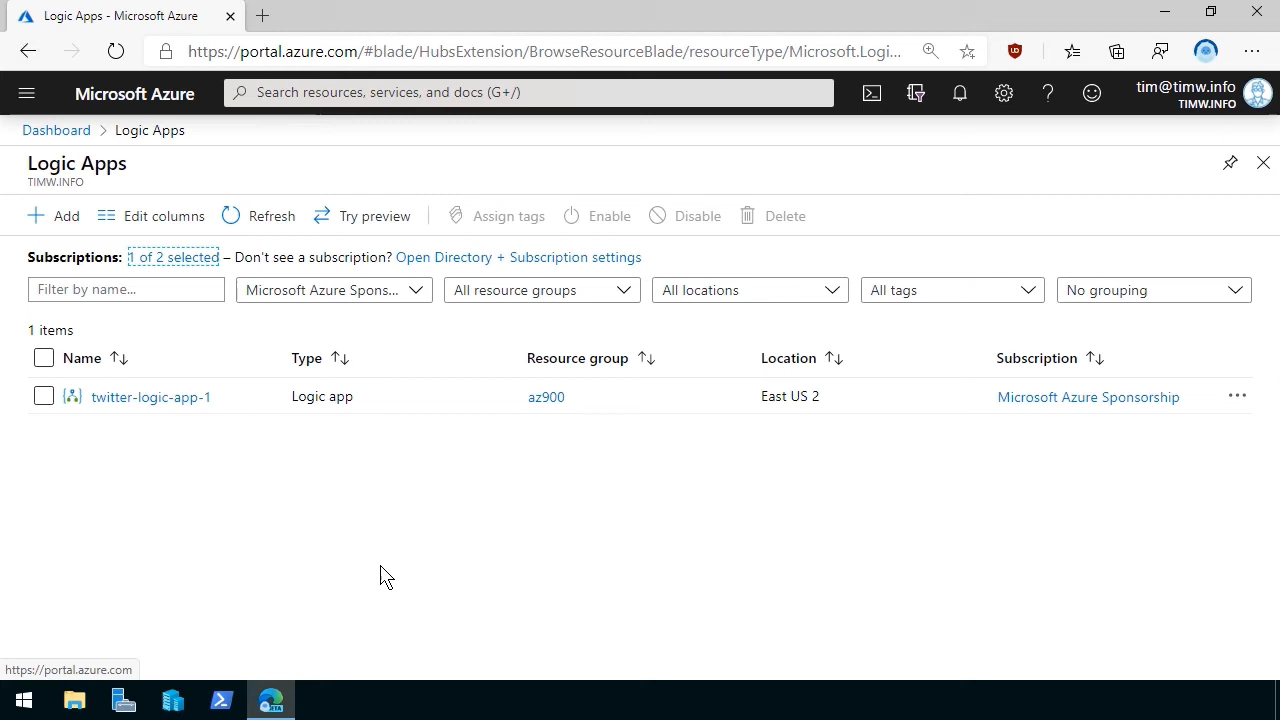 Logic Apps - Microsoft Azure
https://portal.azure.com/#blade/HubsExtension/BrowseResourceBlade/resourceType/Microsoft.Logi...
Microsoft Azure
Search resources, services, and docs (G+/)
tim@timw.info
TIMW.INFO
Dashboard > Logic Apps
Logic Apps
TIMW.INFO
Add Edit columns Refresh Try preview Assign tags Enable Disable Delete
Subscriptions: 1 of 2 selected – Don't see a subscription? Open Directory + Subscription settings
Filter by name... Microsoft Azure Spons... All resource groups All locations All tags No grouping
1 items
Name Type Resource group Location Subscription
twitter-logic-app-1 Logic app az900 East US 2 Microsoft Azure Sponsorship
https://portal.azure.com
BETA